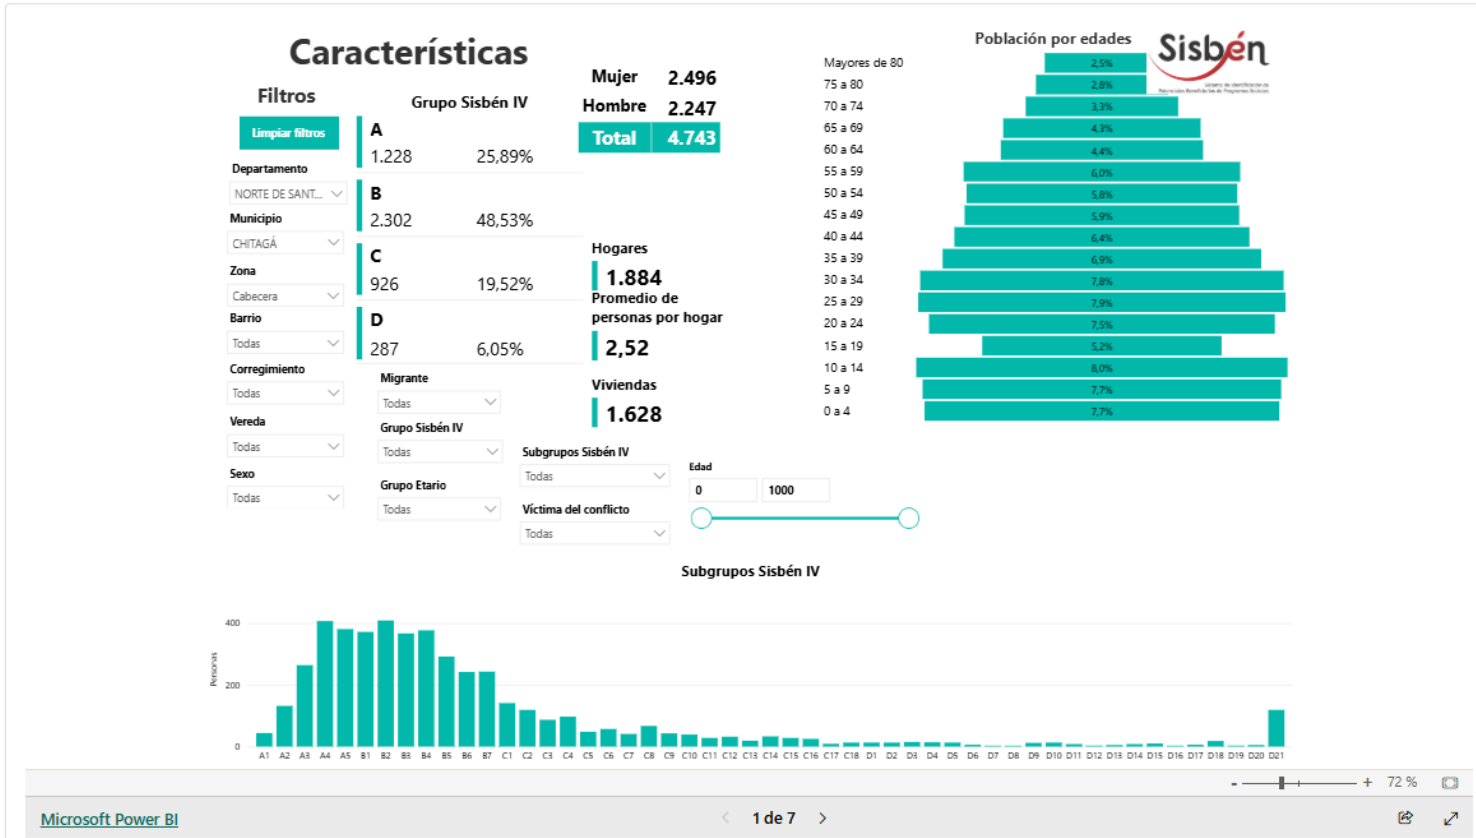 Características
Filtros
Limpiar filtros
Departamento
NORTE DE SANT...
Municipio
CHITAGÁ
Zona
Cabecera
Barrio
Todas
Corregimiento
Todas
Vereda
Todas
Sexo
Todas
Grupo Sisbén IV
A
1.228 25,89%
B
2.302 48,53%
C
926 19,52%
D
287 6,05%
Migrante
Todas
Grupo Sisbén IV
Todas
Grupo Etario
Todas
Mujer 2.496
Hombre 2.247
Total 4.743
Hogares
1.884
Promedio de
personas por hogar
2,52
Viviendas
1.628
Subgrupos Sisbén IV
Todas
Víctima del conflicto
Todas
Edad
0 1000
Población por edades
Sisbén
Sistema de Identificación de
Potenciales Beneficiarios de Programas Sociales
Mayores de 80 2,5%
75 a 80 2,8%
70 a 74 3,3%
65 a 69 4,3%
60 a 64 4,4%
55 a 59 6,0%
50 a 54 5,8%
45 a 49 5,9%
40 a 44 6,4%
35 a 39 6,9%
30 a 34 7,8%
25 a 29 7,9%
20 a 24 7,5%
15 a 19 5,2%
10 a 14 8,0%
5 a 9 7,7%
0 a 4 7,7%
Subgrupos Sisbén IV
Personas
400
200
0
A1 A2 A3 A4 A5 B1 B2 B3 B4 B5 B6 B7 C1 C2 C3 C4 C5 C6 C7 C8 C9 C10 C11 C12 C13 C14 C15 C16 C17 C18 D1 D2 D3 D4 D5 D6 D7 D8 D9 D10 D11 D12 D13 D14 D15 D16 D17 D18 D19 D20 D21
- + 72 %
Microsoft Power BI
1 de 7